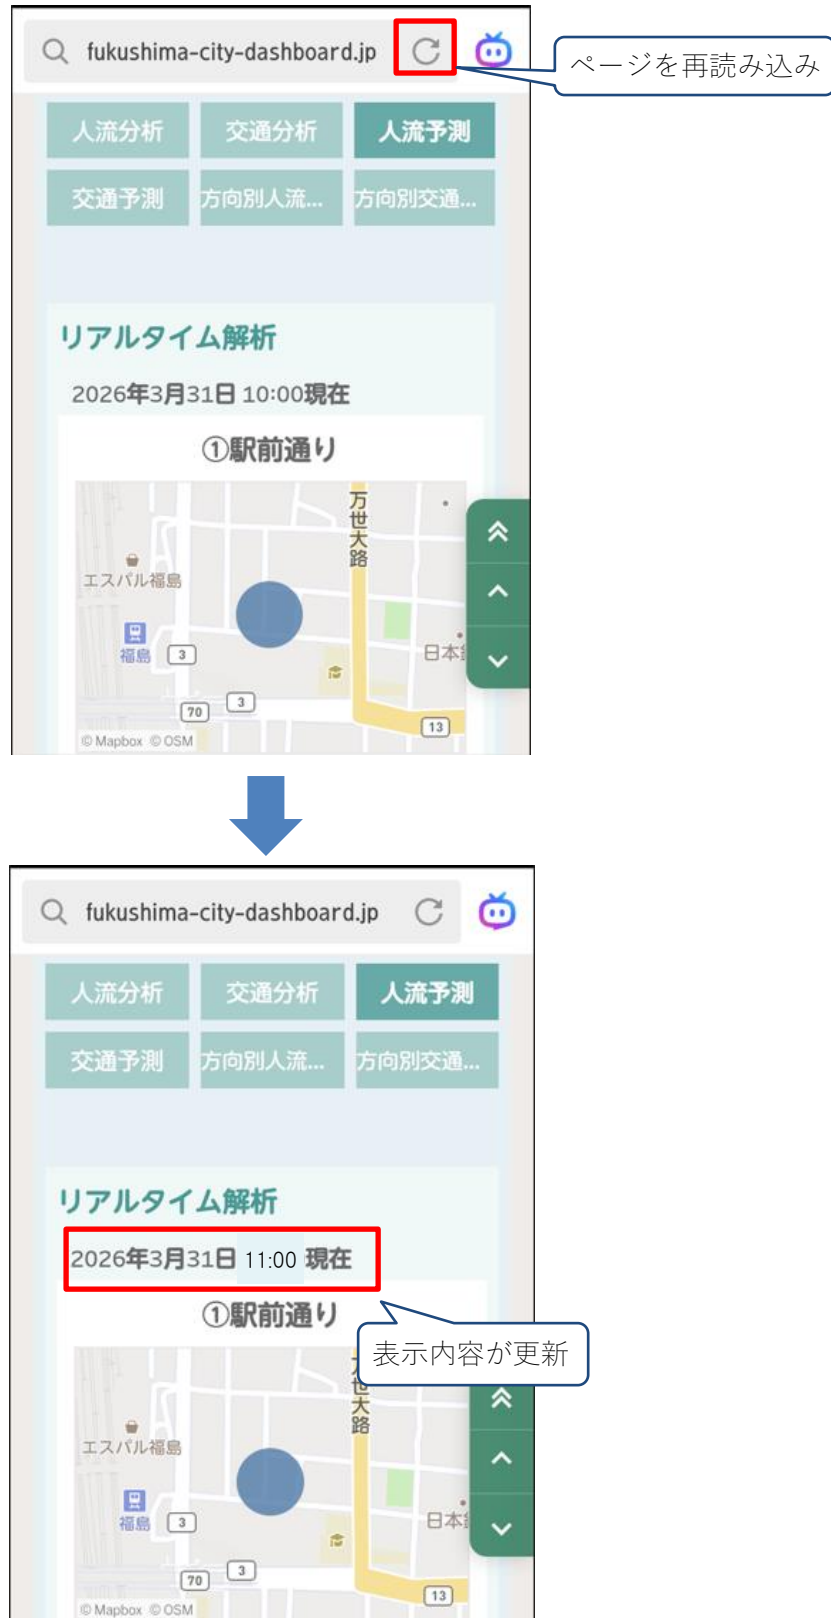 fukushima-city-dashboard.jp
ページを再読み込み
人流分析 交通分析 人流予測
交通予測 方向別人流... 方向別交通...
リアルタイム解析
2026年3月31日 10:00現在
①駅前通り
万世大路
エスパル福島
福島
3
日本
3
70
13
© Mapbox © OSM
fukushima-city-dashboard.jp
人流分析 交通分析 人流予測
交通予測 方向別人流... 方向別交通...
リアルタイム解析
2026年3月31日 11:00 現在
①駅前通り
表示内容が更新
世大路
エスパル福島
福島
3
日本
3
70
13
© Mapbox © OSM